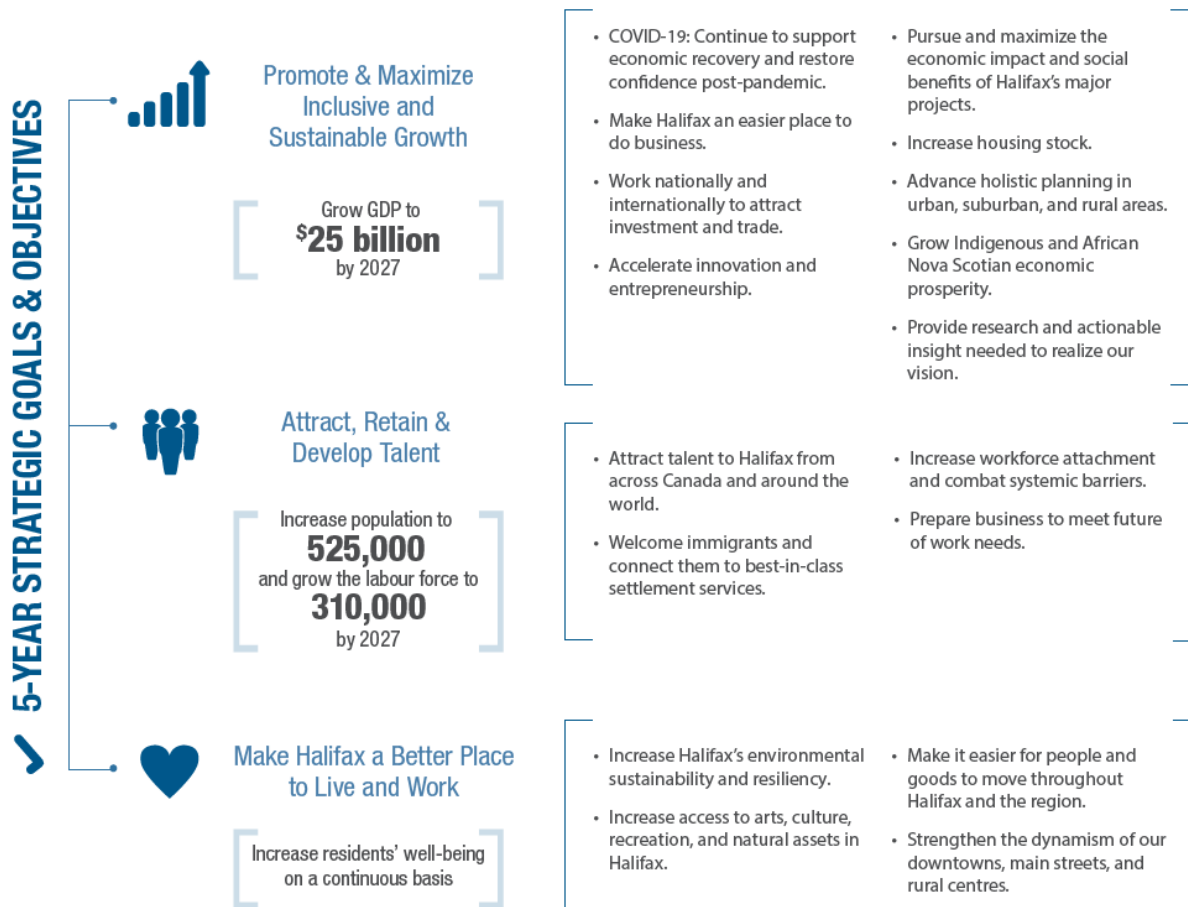 5-YEAR STRATEGIC GOALS & OBJECTIVES
Promote & Maximize
Inclusive and
Sustainable Growth
Grow GDP to
$25 billion
by 2027
• COVID-19: Continue to support
economic recovery and restore
confidence post-pandemic.
• Make Halifax an easier place to
do business.
• Work nationally and
internationally to attract
investment and trade.
• Accelerate innovation and
entrepreneurship.
• Pursue and maximize the
economic impact and social
benefits of Halifax's major
projects.
• Increase housing stock.
• Advance holistic planning in
urban, suburban, and rural areas.
• Grow Indigenous and African
Nova Scotian economic
prosperity.
• Provide research and actionable
insight needed to realize our
vision.
Attract, Retain &
Develop Talent
Increase population to
525,000
and grow the labour force to
310,000
by 2027
• Attract talent to Halifax from
across Canada and around the
world.
• Welcome immigrants and
connect them to best-in-class
settlement services.
• Increase workforce attachment
and combat systemic barriers.
• Prepare business to meet future
of work needs.
Make Halifax a Better Place
to Live and Work
Increase residents' well-being
on a continuous basis
• Increase Halifax's environmental
sustainability and resiliency.
• Increase access to arts, culture,
recreation, and natural assets in
Halifax.
• Make it easier for people and
goods to move throughout
Halifax and the region.
• Strengthen the dynamism of our
downtowns, main streets, and
rural centres.